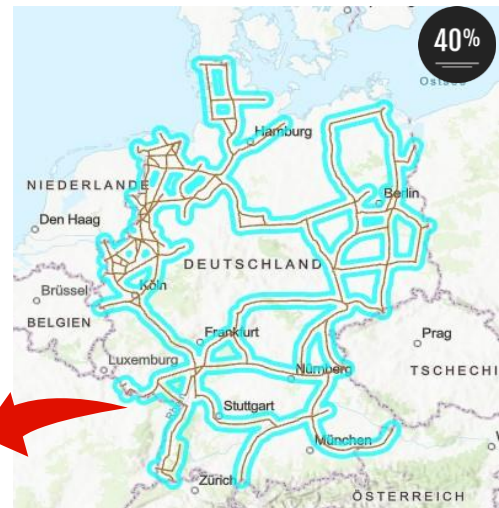 40%
Ostsee
Hamburg
NIEDERLANDE
Berlin
Den Haag
DEUTSCHLAND
Brüssel
Köln
BELGIEN
Frankfurt
Prag
Luxemburg
TSCHECHI
Nürnberg
Rhein
Stuttgart
München
Zürich
ÖSTERREICH